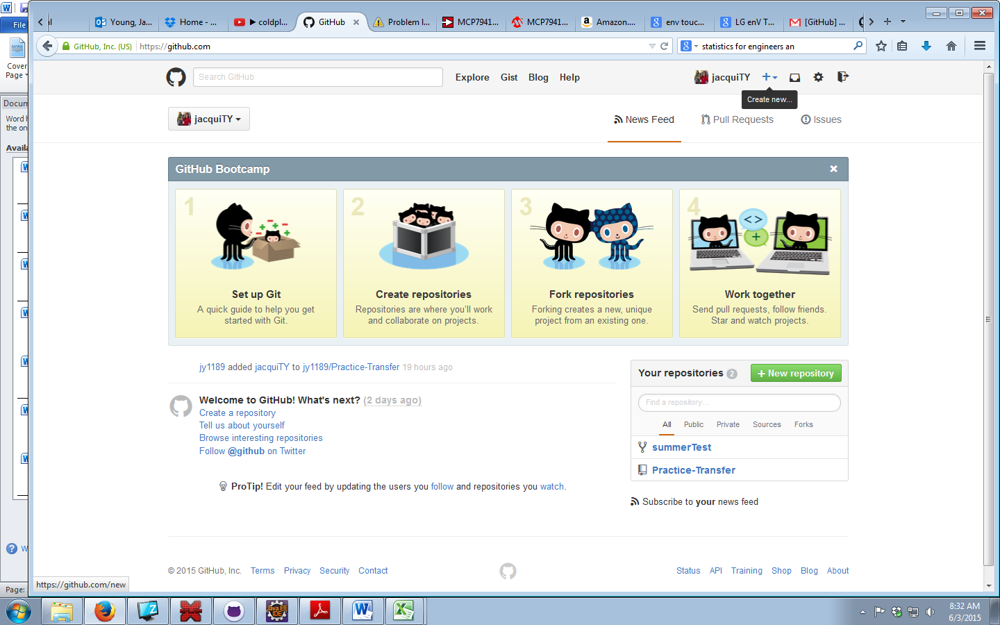 File
Cover
Page
Docum
Word h
the on
Availa
al
Young, Ja...
Home - ...
▶ coldpl...
GitHub
Problem l...
MCP7941...
MCP7941...
Amazon....
env touc...
LG enV T...
[GitHub] ...
GitHub, Inc. (US)
https://github.com
statistics for engineers an
Search GitHub
Explore
Gist
Blog
Help
jacquiTY
Create new...
jacquiTY
News Feed
Pull Requests
Issues
GitHub Bootcamp
1
2
3
4
Set up Git
A quick guide to help you get
started with Git.
Create repositories
Repositories are where you'll work
and collaborate on projects.
Fork repositories
Forking creates a new, unique
project from an existing one.
Work together
Send pull requests, follow friends.
Star and watch projects.
jy1189 added jacquiTY to jy1189/Practice-Transfer 19 hours ago
Welcome to GitHub! What's next? (2 days ago)
Create a repository
Tell us about yourself
Browse interesting repositories
Follow @github on Twitter
ProTip! Edit your feed by updating the users you follow and repositories you watch.
Your repositories 2
+ New repository
Find a repository...
All Public Private Sources Forks
summerTest
Practice-Transfer
Subscribe to your news feed
© 2015 GitHub, Inc. Terms Privacy Security Contact
Status API Training Shop Blog About
https://github.com/new
Page:
Java EE
IDE
8:32 AM
6/3/2015